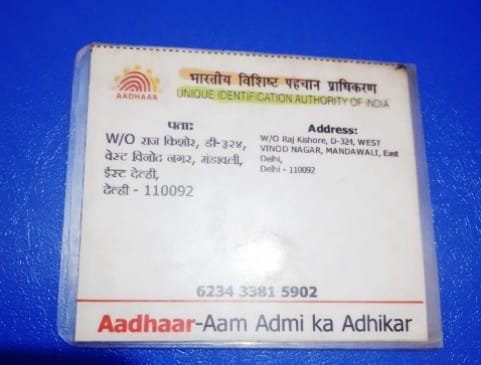 भारतीय विशिष्ट पहचान प्राधिकरण
AADHAAR
UNIQUE IDENTIFICATION AUTHORITY OF INDIA
पता:
W/O राज किशोर, डी-३२४,
वेस्ट विनोद नगर, मंडावली,
ईस्ट देल्ही,
देल्ही - 110092
Address:
W/O Raj Kishore, D-324, WEST
VINOD NAGAR, MANDAWALI, East
Delhi,
Delhi - 110092
6234 3381 5902
Aadhaar-Aam Admi ka Adhikar